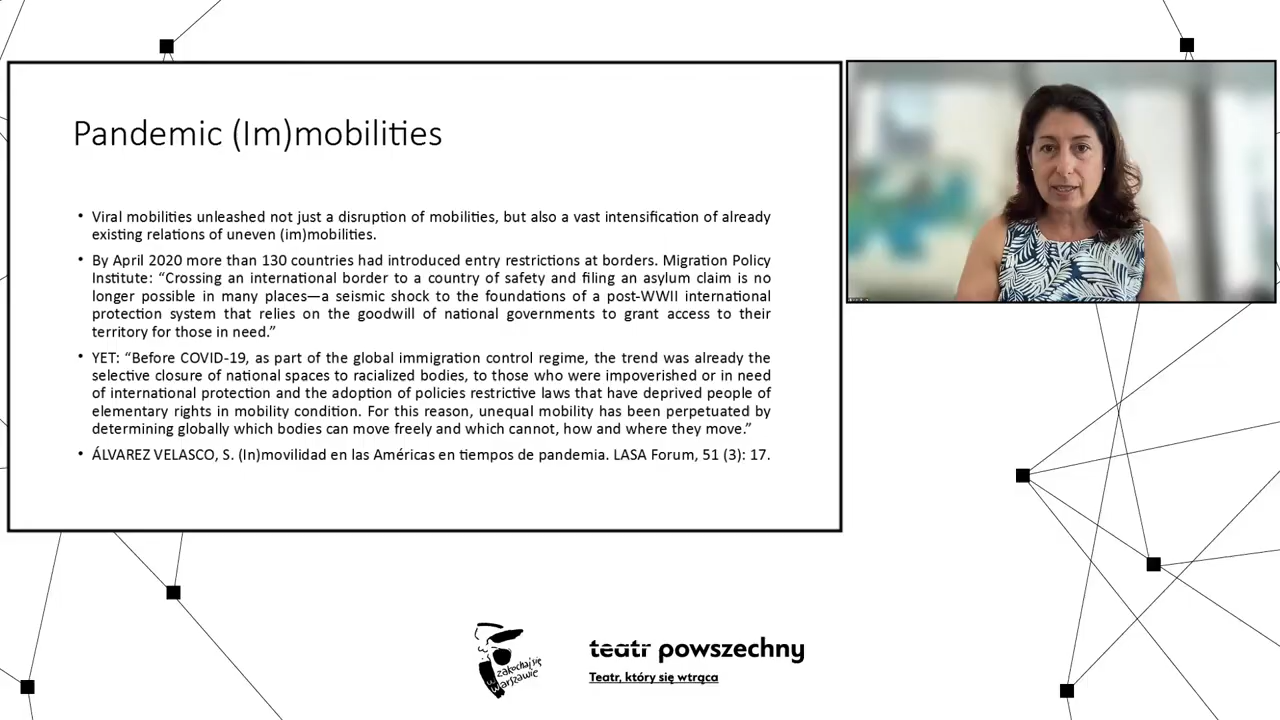 Pandemic (Im)mobilities
• Viral mobilities unleashed not just a disruption of mobilities, but also a vast intensification of already
existing relations of uneven (im)mobilities.
• By April 2020 more than 130 countries had introduced entry restrictions at borders. Migration Policy
Institute: “Crossing an international border to a country of safety and filing an asylum claim is no
longer possible in many places—a seismic shock to the foundations of a post-WWII international
protection system that relies on the goodwill of national governments to grant access to their
territory for those in need.”
• YET: “Before COVID-19, as part of the global immigration control regime, the trend was already the
selective closure of national spaces to racialized bodies, to those who were impoverished or in need
of international protection and the adoption of policies restrictive laws that have deprived people of
elementary rights in mobility condition. For this reason, unequal mobility has been perpetuated by
determining globally which bodies can move freely and which cannot, how and where they move.”
• ÁLVAREZ VELASCO, S. (In)movilidad en las Américas en tiempos de pandemia. LASA Forum, 51 (3): 17.
zakochaj się
w warszawie
teatr powszechny
Teatr, który się wtrąca